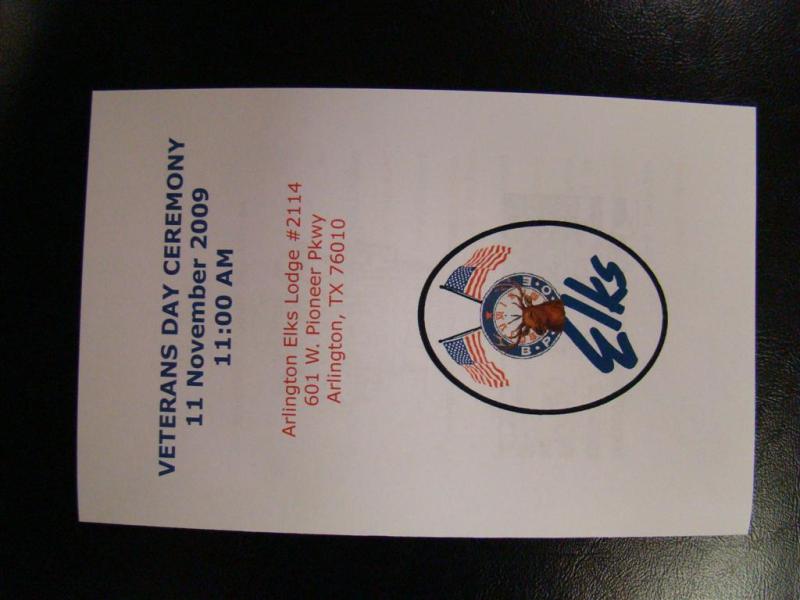 VETERANS DAY CEREMONY
11 November 2009
11:00 AM
Arlington Elks Lodge #2114
601 W. Pioneer Pkwy
Arlington, TX 76010
B.P.O.E.
Elks